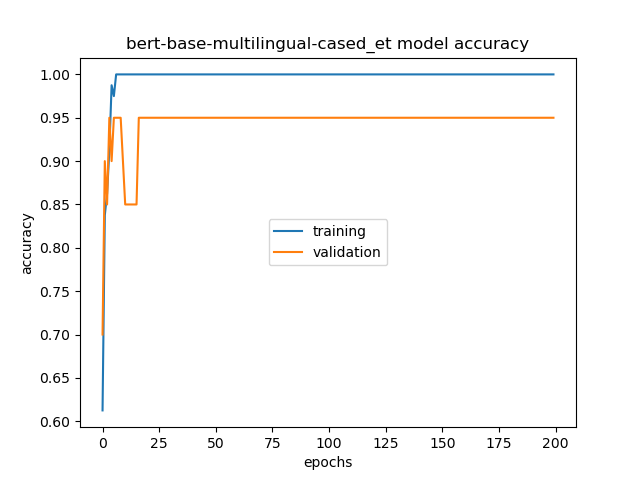 bert-base-multilingual-cased_et model accuracy
1.00
0.95
0.90
0.85
0.80
0.75
0.70
0.65
0.60
accuracy
training
validation
0 25 50 75 100 125 150 175 200
epochs